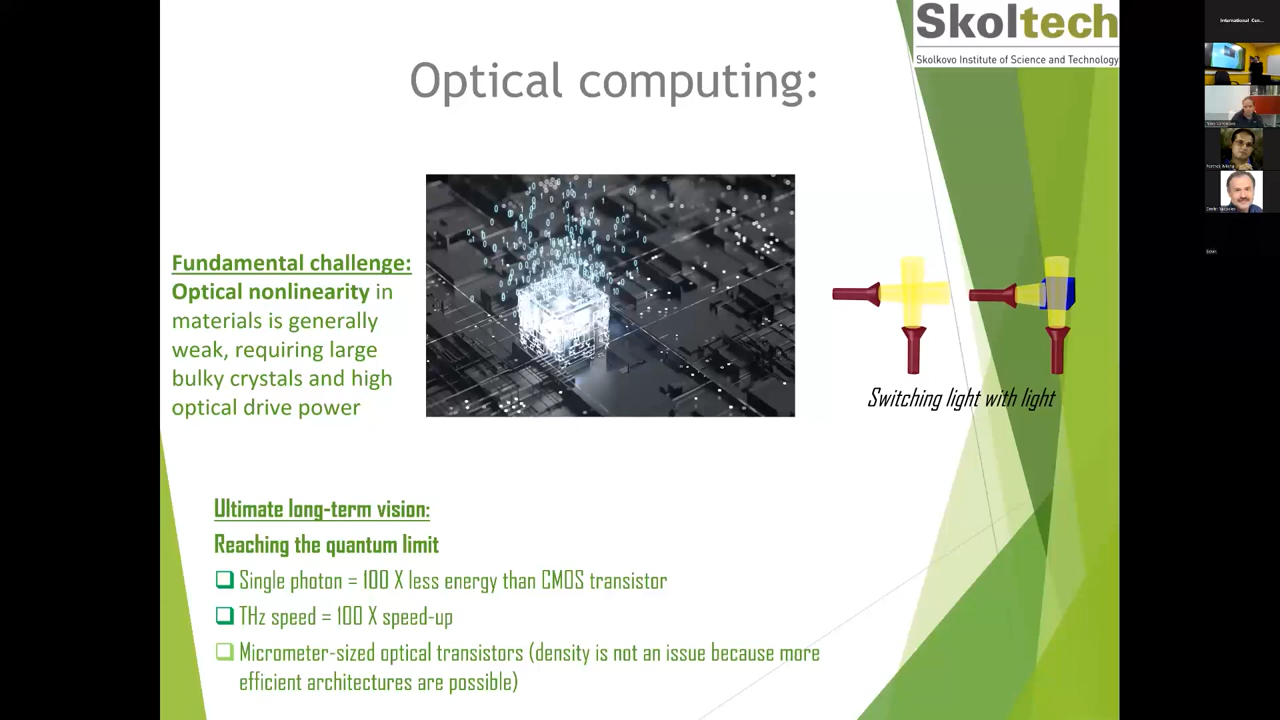 Skoltech
Skolkovo Institute of Science and Technology
Optical computing:
Fundamental challenge:
Optical nonlinearity in
materials is generally
weak, requiring large
bulky crystals and high
optical drive power
Switching light with light
Ultimate long-term vision:
Reaching the quantum limit
Single photon = 100 X less energy than CMOS transistor
THz speed = 100 X speed-up
Micrometer-sized optical transistors (density is not an issue because more
efficient architectures are possible)